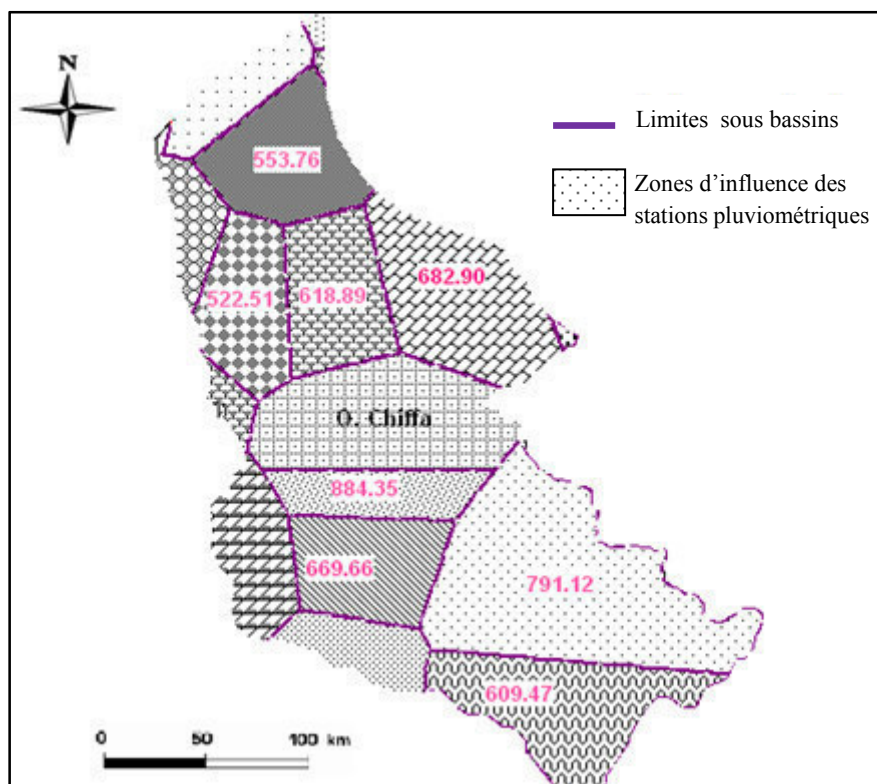 N
Limites sous bassins
Zones d’influence des
stations pluviométriques
553.76
682.90
522.51
618.89
O. Chiffa
884.35
669.66
791.12
609.47
0 50 100 km